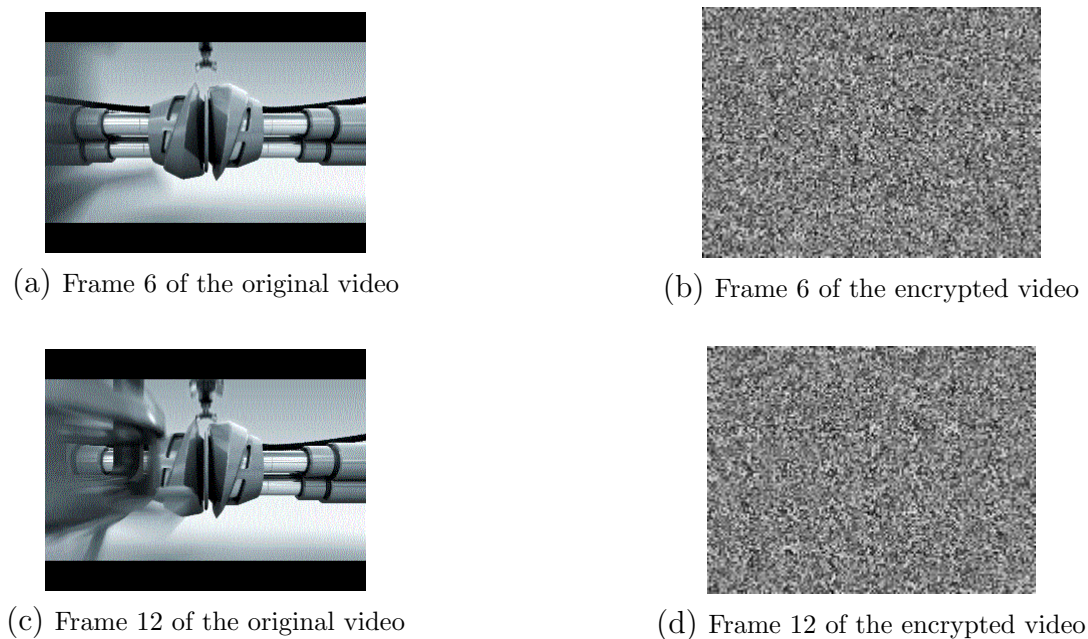 (a) Frame 6 of the original video
(b) Frame 6 of the encrypted video
(c) Frame 12 of the original video
(d) Frame 12 of the encrypted video